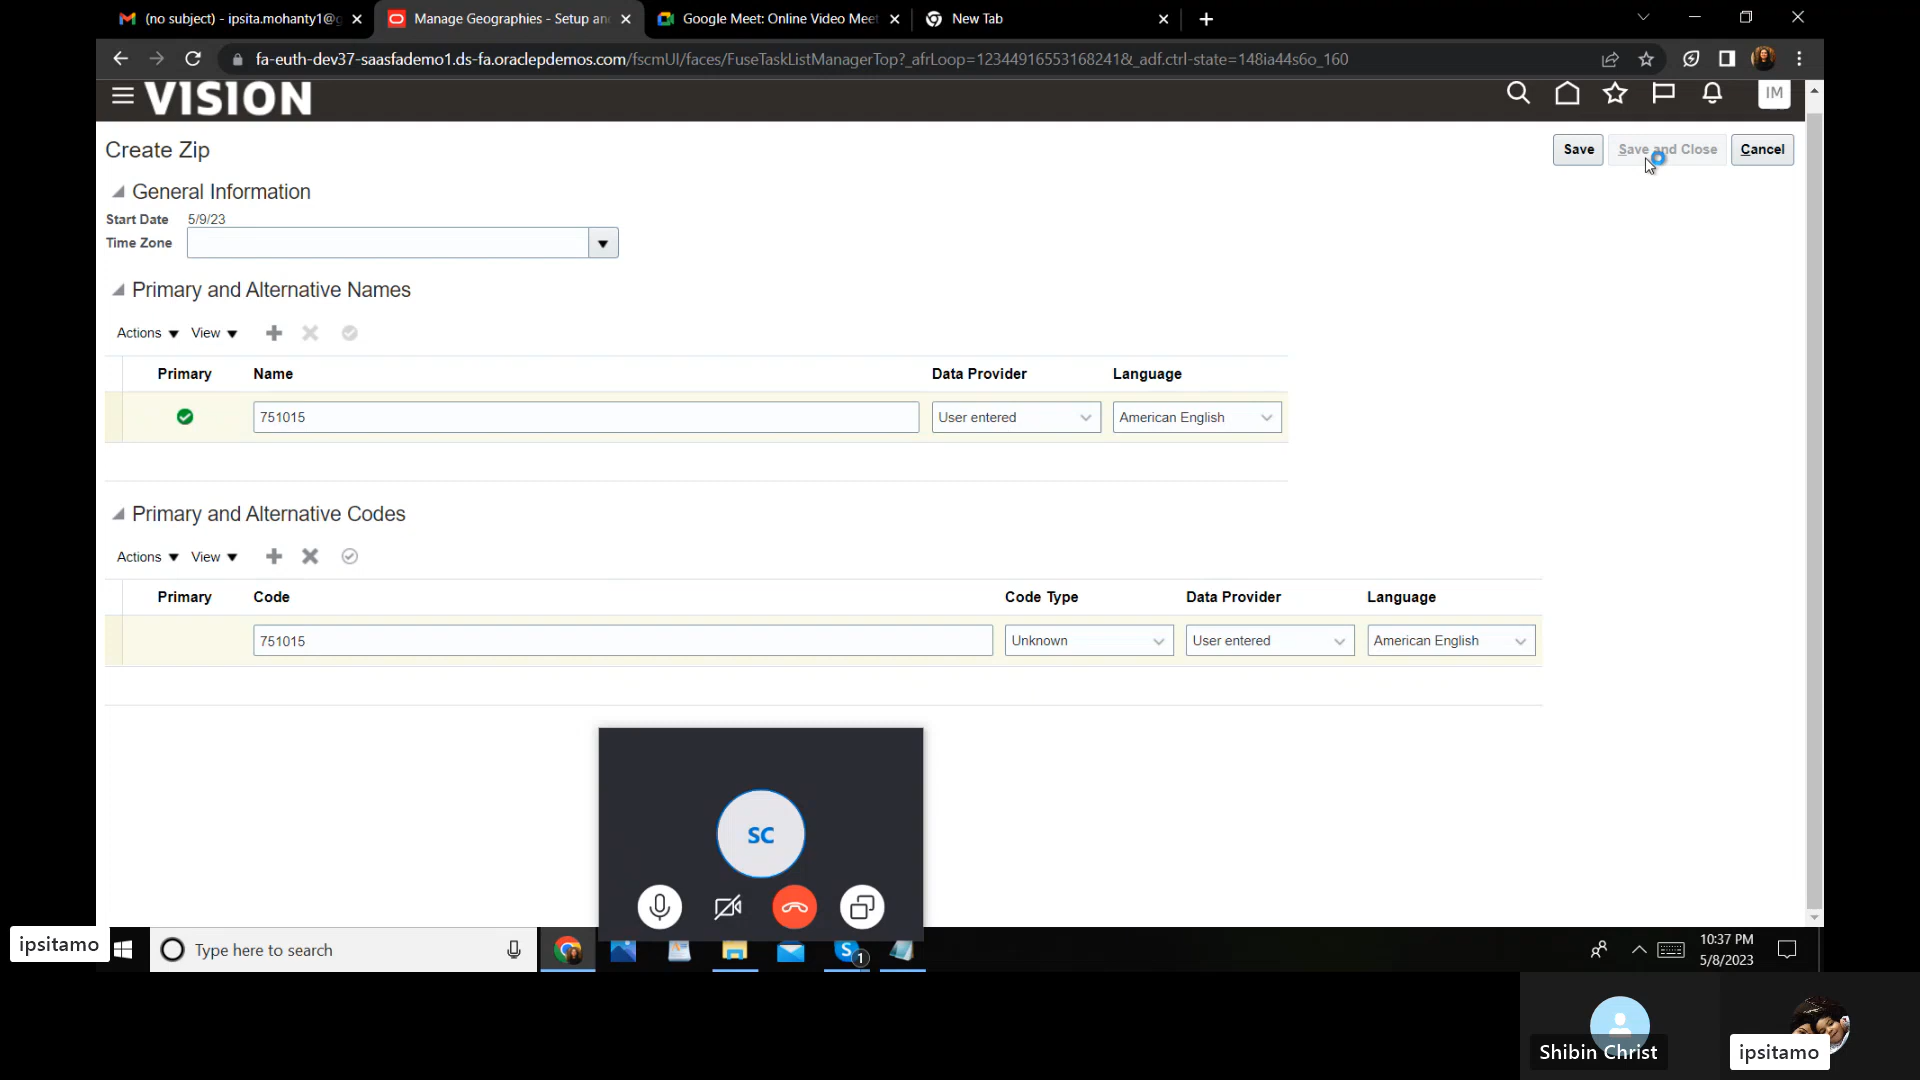 (no subject) - ipsita.mohanty1@g
Manage Geographies - Setup and
Google Meet: Online Video Meet
New Tab
fa-euth-dev37-saasfademo1.ds-fa.oraclepdemos.com/fscmUI/faces/FuseTaskListManagerTop?_afrLoop=12344916553168241&_adf.ctrl-state=148ia44s6o_160
VISION
IM
Create Zip
Save
Save and Close
Cancel
General Information
Start Date 5/9/23
Time Zone
Primary and Alternative Names
Actions View
Primary Name Data Provider Language
751015 User entered American English
Primary and Alternative Codes
Actions View
Primary Code Code Type Data Provider Language
751015 Unknown User entered American English
SC
ipsitamo
Type here to search
S 1
10:37 PM
5/8/2023
Shibin Christ
ipsitamo